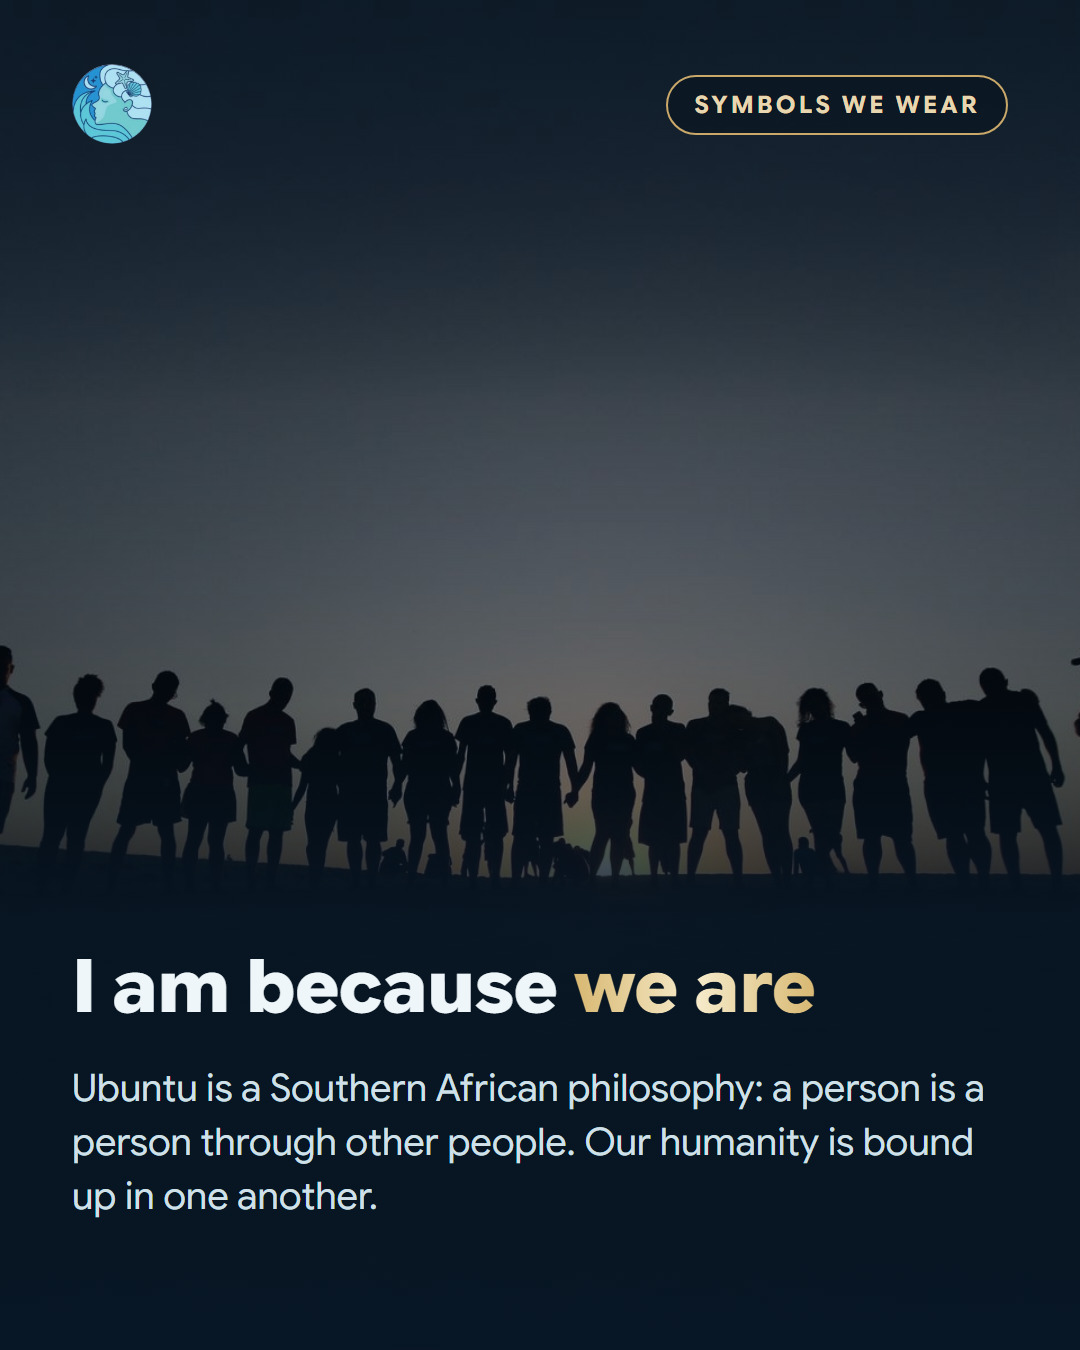 SYMBOLS WE WEAR
I am because we are
Ubuntu is a Southern African philosophy: a person is a
person through other people. Our humanity is bound
up in one another.